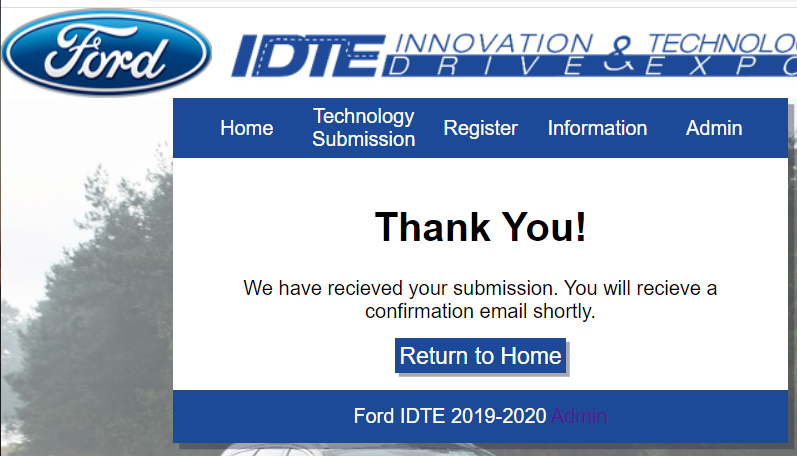 Ford
IDTE INNOVATION & TECHNOLO
DRIVE EXPO
Home
Technology
Submission
Register
Information
Admin
Thank You!
We have recieved your submission. You will recieve a
confirmation email shortly.
Return to Home
Ford IDTE 2019-2020 Admin